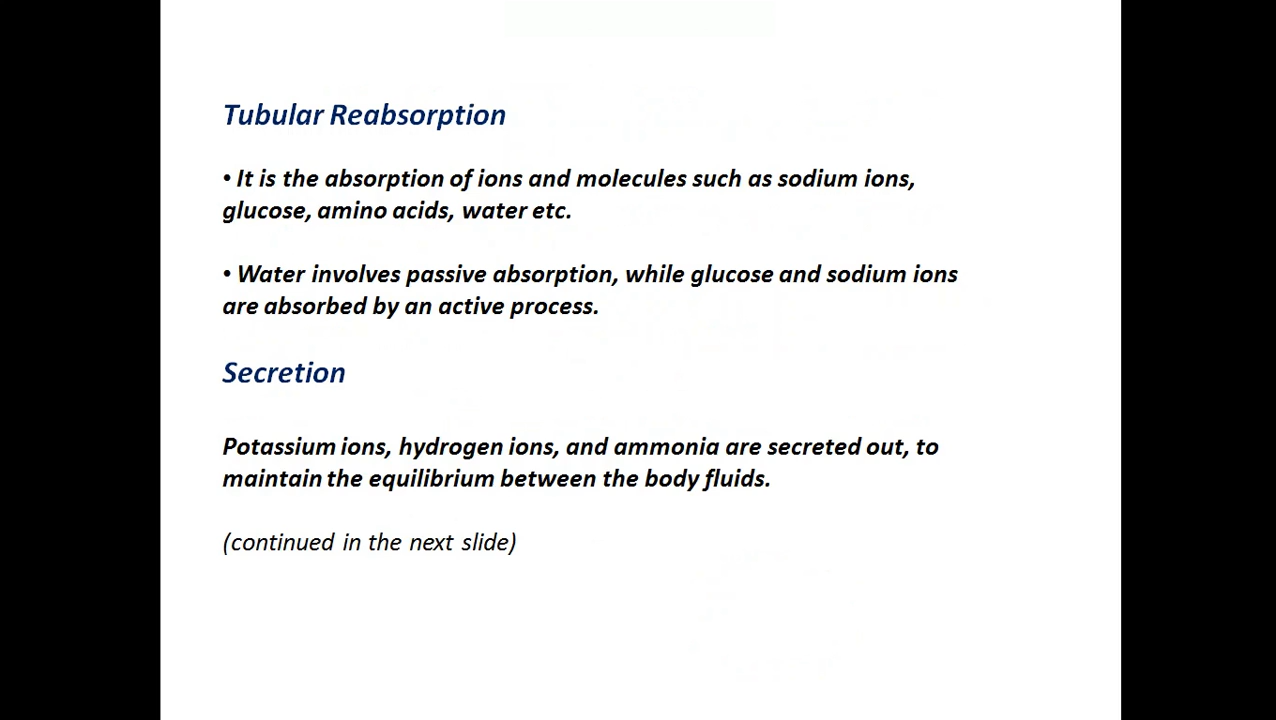 Tubular Reabsorption
• It is the absorption of ions and molecules such as sodium ions,
glucose, amino acids, water etc.
• Water involves passive absorption, while glucose and sodium ions
are absorbed by an active process.
Secretion
Potassium ions, hydrogen ions, and ammonia are secreted out, to
maintain the equilibrium between the body fluids.
(continued in the next slide)